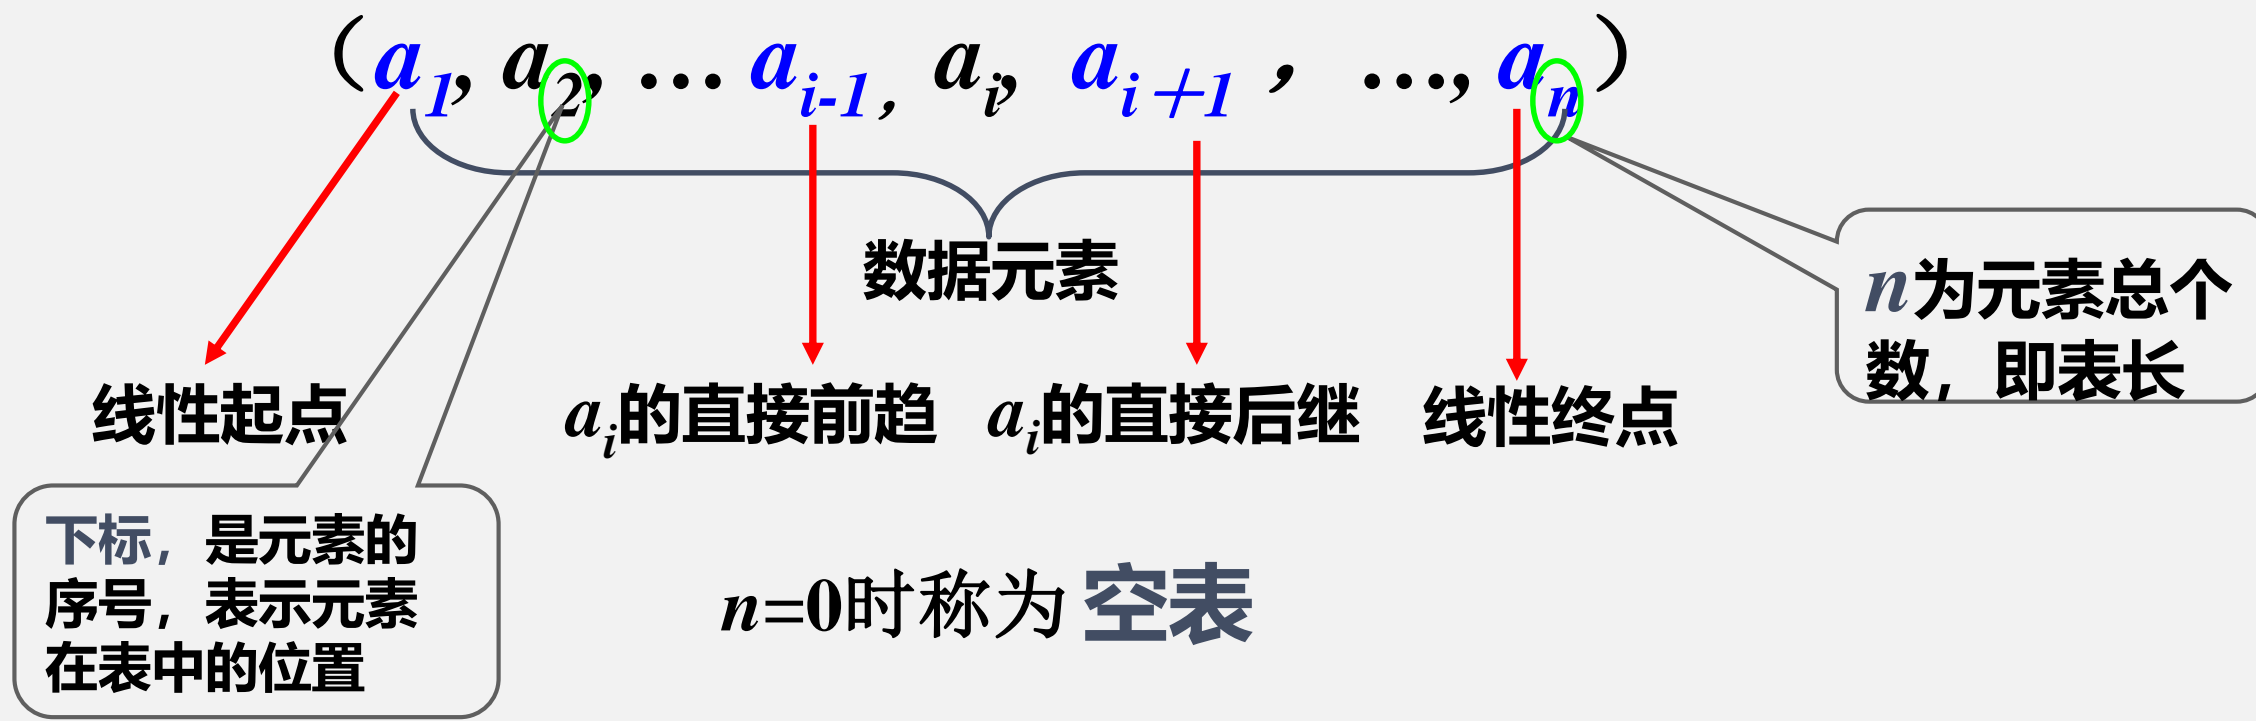 （a1, a2, … ai-1, ai, ai+1 ， …, an）
数据元素
n为元素总个
数，即表长
线性起点
ai的直接前趋
ai的直接后继
线性终点
下标，是元素的
序号，表示元素
在表中的位置
n=0时称为 空表